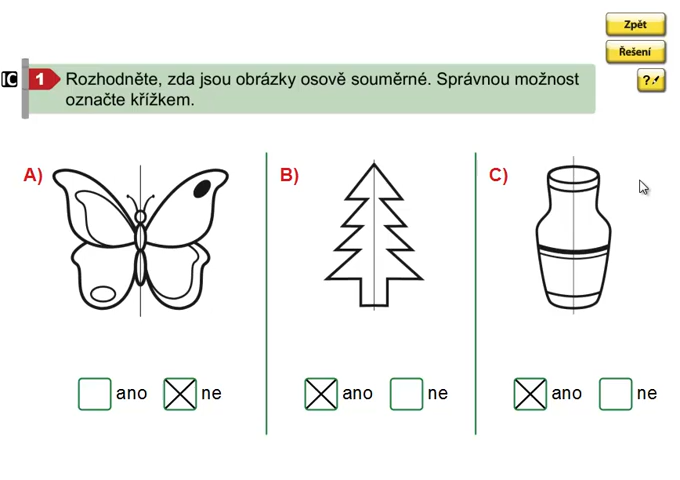 Zpět
Řešení
?
1 Rozhodněte, zda jsou obrázky osově souměrné. Správnou možnost
označte křížkem.
A) B) C)
ano ne ano ne ano ne